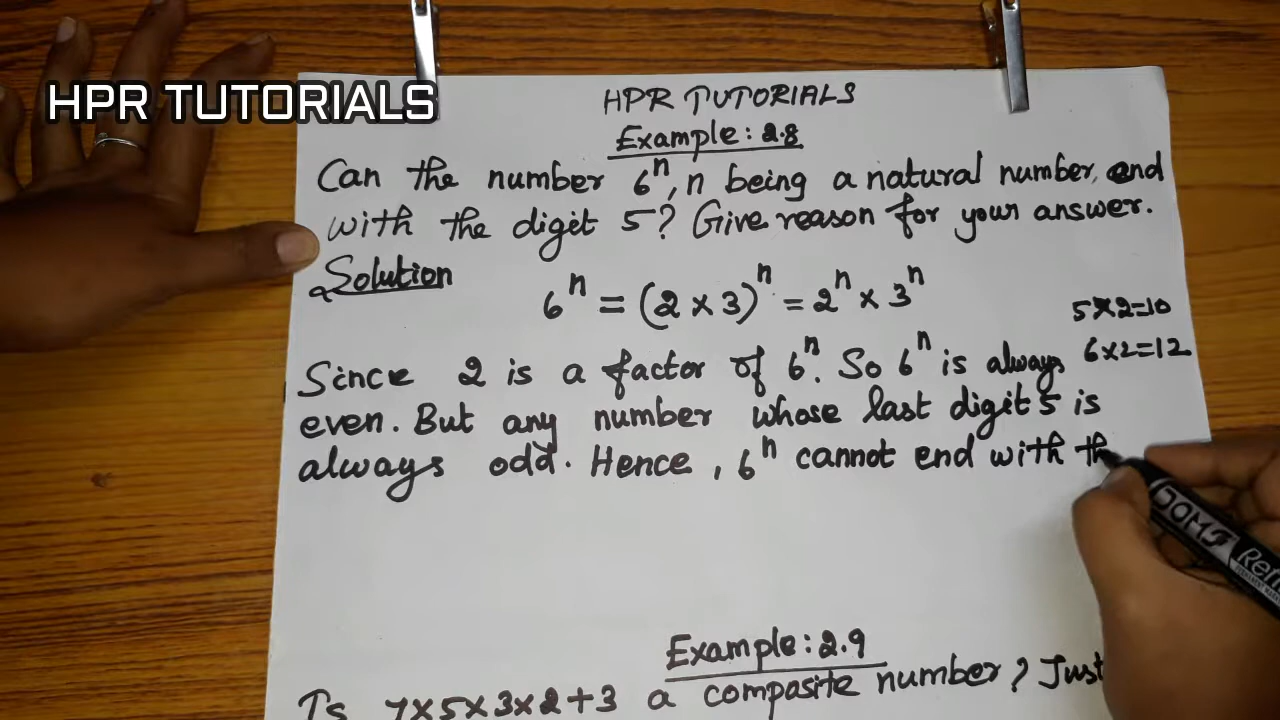 HPR TUTORIALS
HPR TUTORIALS
Example: 2.8
Can the number 6ⁿ, n being a natural number, end
with the digit 5? Give reason for your answer.
Solution
6ⁿ = (2 × 3)ⁿ = 2ⁿ × 3ⁿ
5×2=10
6×2=12
Since 2 is a factor of 6ⁿ. So 6ⁿ is always
even. But any number whose last digit 5 is
always odd. Hence, 6ⁿ cannot end with th
DOMS
Example: 2.9
Is 7×5×3×2+3 a composite number? Just